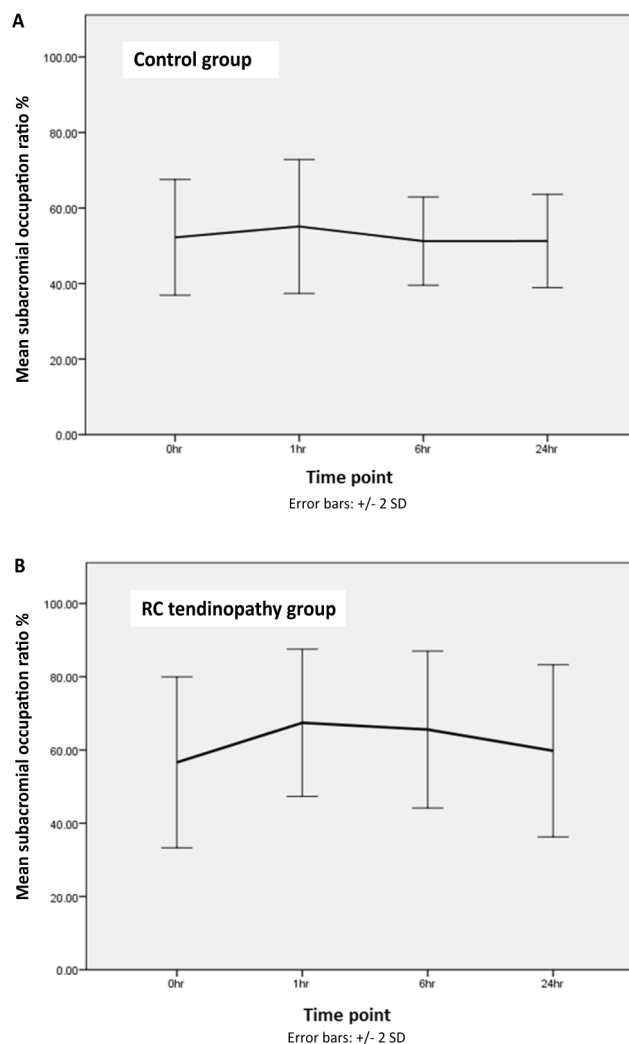 A
Control group
Mean subacromial occupation ratio %
100.00
80.00
60.00
40.00
20.00
0.00
0hr 1hr 6hr 24hr
Time point
Error bars: +/- 2 SD
B
RC tendinopathy group
Mean subacromial occupation ratio %
100.00
80.00
60.00
40.00
20.00
0.00
0hr 1hr 6hr 24hr
Time point
Error bars: +/- 2 SD